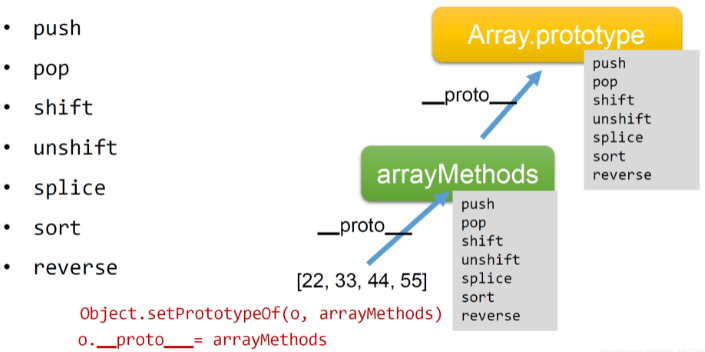 • push
• pop
• shift
• unshift
• splice
• sort
• reverse
Array.prototype
push
pop
shift
unshift
splice
sort
reverse
__proto__
arrayMethods
push
pop
shift
unshift
splice
sort
reverse
__proto__
[22, 33, 44, 55]
Object.setPrototypeOf(o, arrayMethods)
o.__proto__= arrayMethods